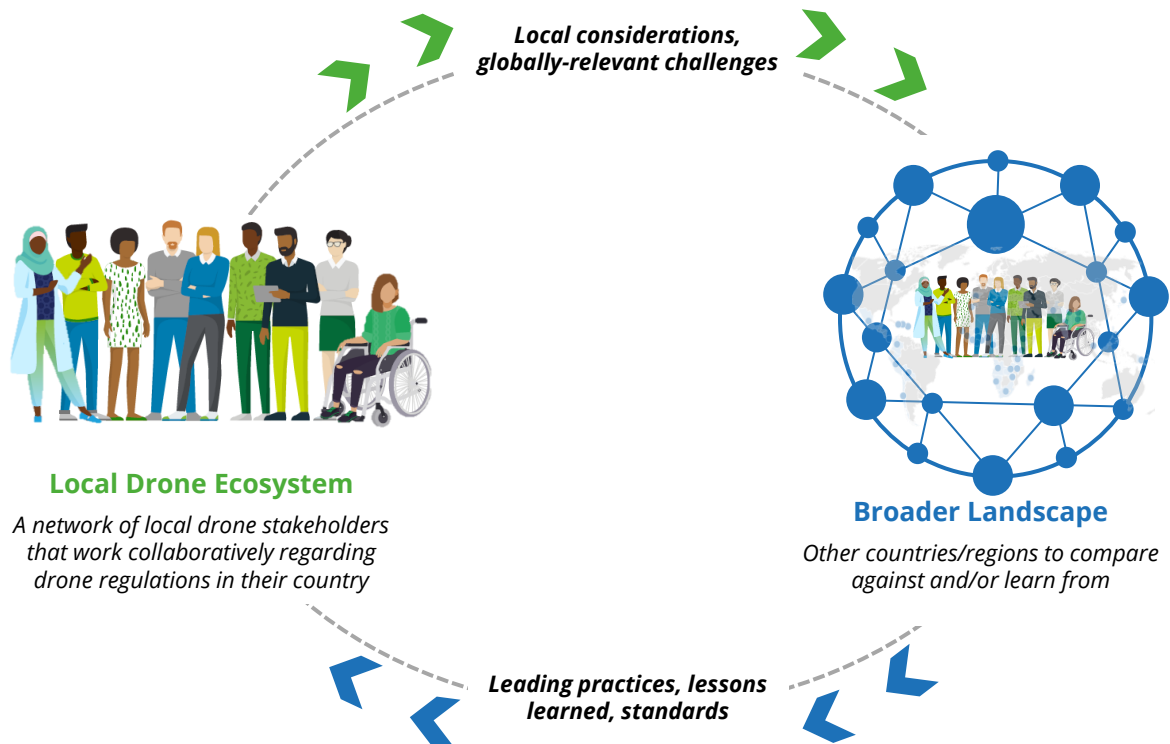 Local considerations,
globally-relevant challenges
Local Drone Ecosystem
A network of local drone stakeholders
that work collaboratively regarding
drone regulations in their country
Broader Landscape
Other countries/regions to compare
against and/or learn from
Leading practices, lessons
learned, standards